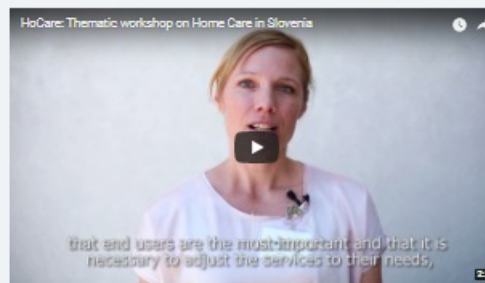 HoCare: Thematic workshop on Home Care in Slovenia
that end users are the most important and that it is
necessary to adjust the services to their needs,